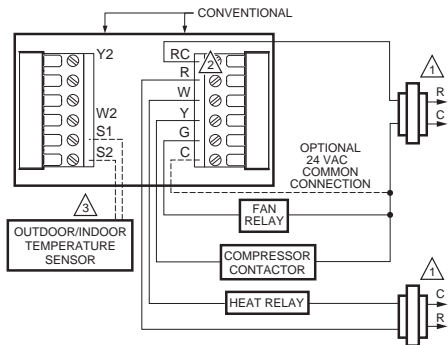 CONVENTIONAL
Y2
W2
S1
S2
RC
R
W
Y
G
C
2
1
R
C
OPTIONAL
24 VAC
COMMON
CONNECTION
3
FAN
RELAY
OUTDOOR/INDOOR
TEMPERATURE
SENSOR
COMPRESSOR
CONTACTOR
HEAT RELAY
1
C
R